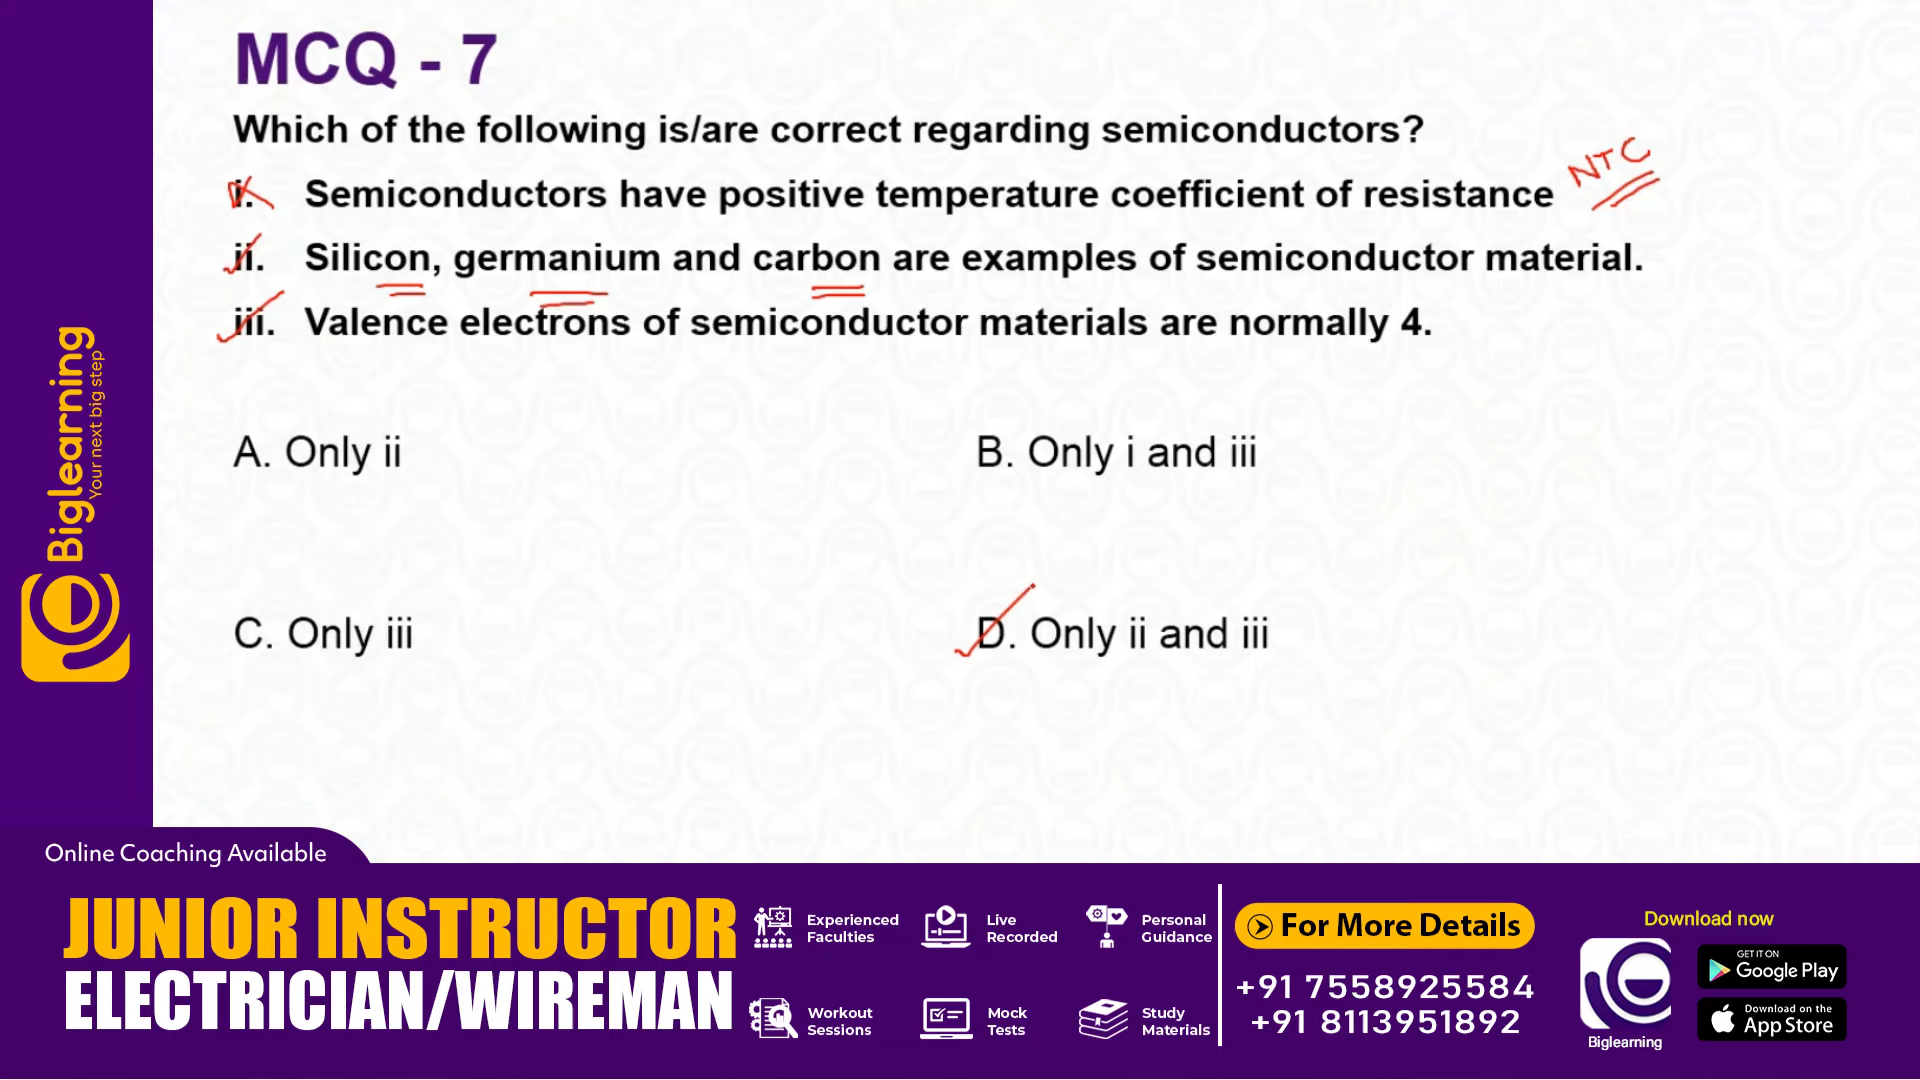 MCQ - 7
Which of the following is/are correct regarding semiconductors?
i. Semiconductors have positive temperature coefficient of resistance NTC
ii. Silicon, germanium and carbon are examples of semiconductor material.
iii. Valence electrons of semiconductor materials are normally 4.
A. Only ii
B. Only i and iii
C. Only iii
D. Only ii and iii
Biglearning
Your next big step
Online Coaching Available
JUNIOR INSTRUCTOR
ELECTRICIAN/WIREMAN
Experienced
Faculties
Live
Recorded
Personal
Guidance
Workout
Sessions
Mock
Tests
Study
Materials
For More Details
+91 7558925584
+91 8113951892
Download now
Biglearning
GET IT ON
Google Play
Download on the
App Store